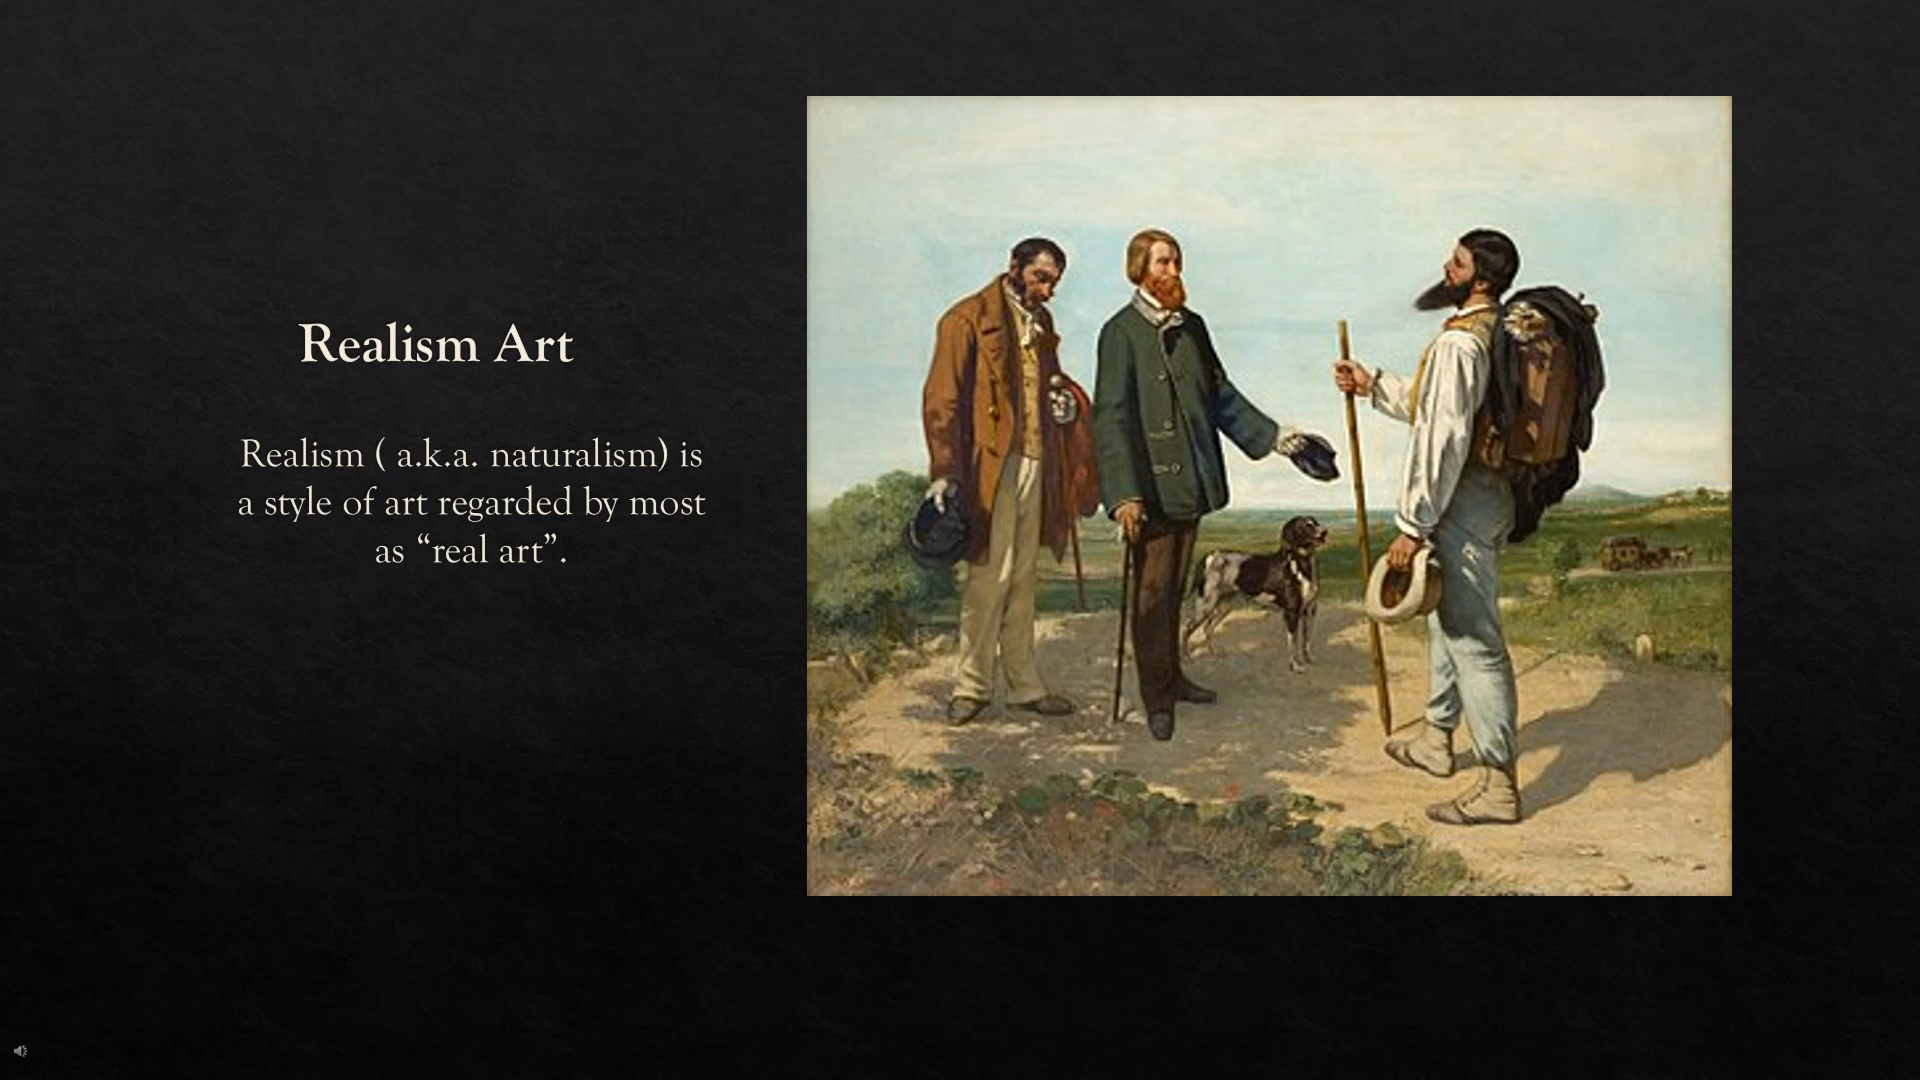 Realism Art
Realism ( a.k.a. naturalism) is
a style of art regarded by most
as “real art”.